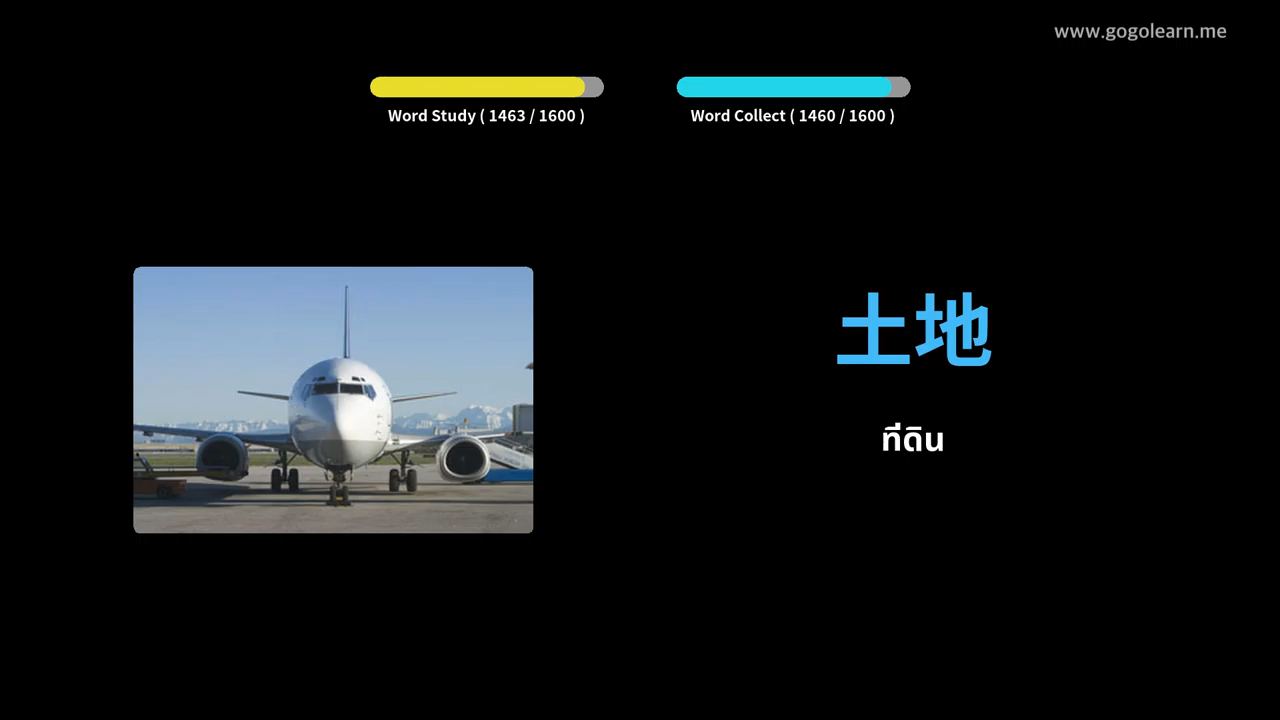 www.gogolearn.me
Word Study ( 1463 / 1600 )
Word Collect ( 1460 / 1600 )
土地
ที่ดิน